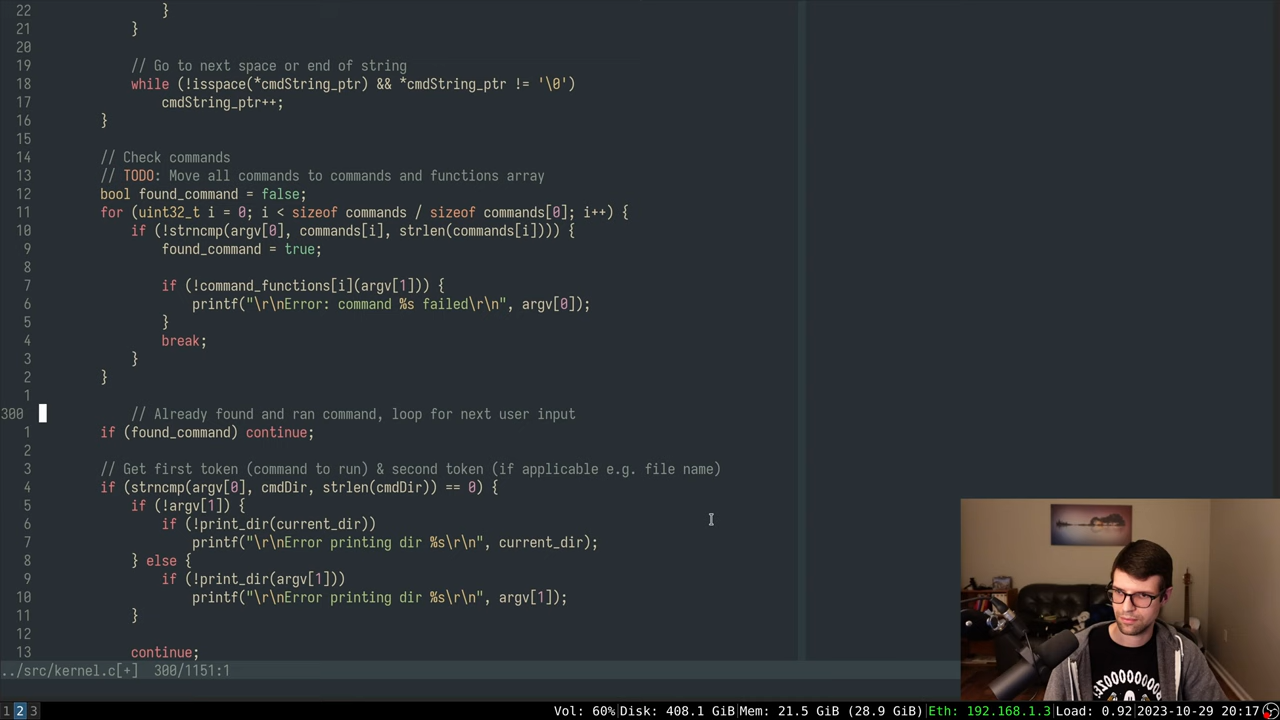 22                 }
21             }
20
19             // Go to next space or end of string
18             while (!isspace(*cmdString_ptr) && *cmdString_ptr != '\0')
17                 cmdString_ptr++;
16         }
15
14         // Check commands
13         // TODO: Move all commands to commands and functions array
12         bool found_command = false;
11         for (uint32_t i = 0; i < sizeof commands / sizeof commands[0]; i++) {
10             if (!strncmp(argv[0], commands[i], strlen(commands[i]))) {
9                 found_command = true;
8
7                 if (!command_functions[i](argv[1])) {
6                     printf("\r\nError: command %s failed\r\n", argv[0]);
5                 }
4                 break;
3             }
2         }
1
300             // Already found and ran command, loop for next user input
1         if (found_command) continue;
2
3         // Get first token (command to run) & second token (if applicable e.g. file name)
4         if (strncmp(argv[0], cmdDir, strlen(cmdDir)) == 0) {
5             if (!argv[1]) {
6                 if (!print_dir(current_dir))
7                     printf("\r\nError printing dir %s\r\n", current_dir);
8             } else {
9                 if (!print_dir(argv[1]))
10                     printf("\r\nError printing dir %s\r\n", argv[1]);
11             }
12
13             continue;
../src/kernel.c[+]  300/1151:1
1 2 3 Vol: 60%|Disk: 408.1 GiB|Mem: 21.5 GiB (28.9 GiB)|Eth: 192.168.1.3|Load: 0.92 2023-10-29 20:17